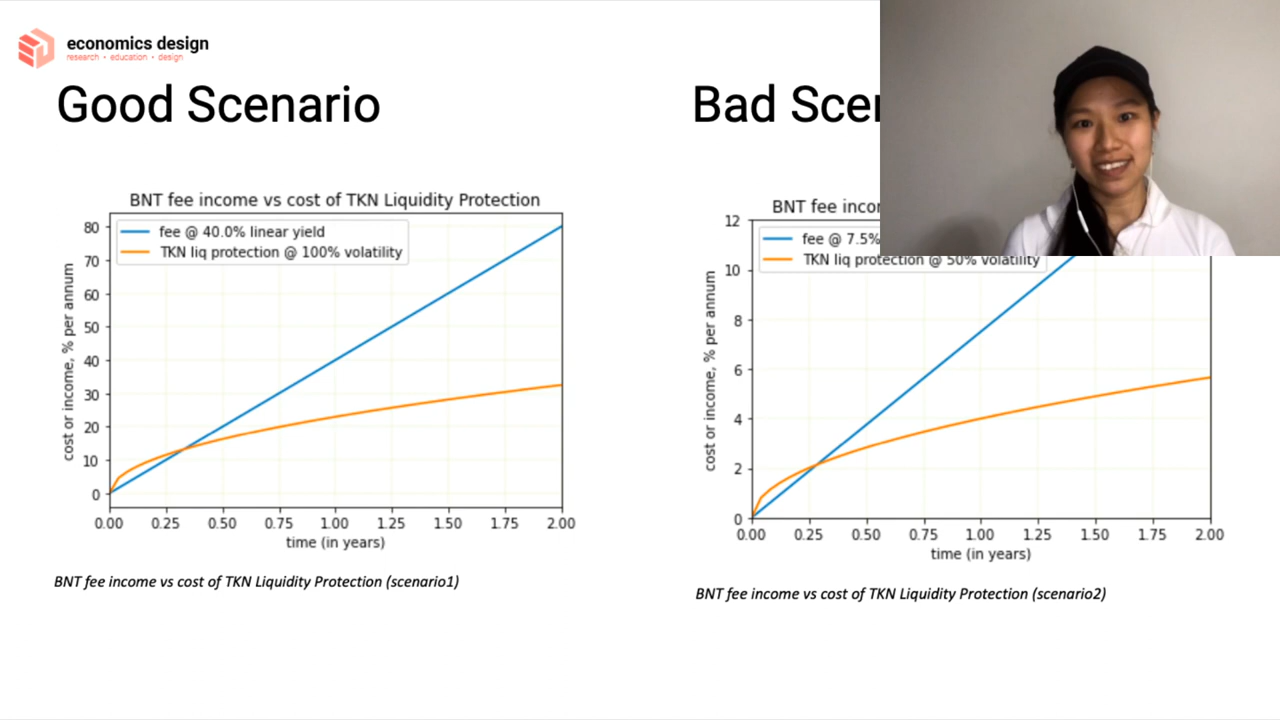 economics design
research • education • design
Good Scenario
BNT fee income vs cost of TKN Liquidity Protection
fee @ 40.0% linear yield
TKN liq protection @ 100% volatility
cost or income, % per annum
80
70
60
50
40
30
20
10
0
0.00 0.25 0.50 0.75 1.00 1.25 1.50 1.75 2.00
time (in years)
BNT fee income vs cost of TKN Liquidity Protection (scenario1)
Bad
BNT fee
fee @ 7.5%
TKN liq protection @ 50% volatility
cost or income, % per annum
12
10
8
6
4
2
0
0.00 0.25 0.50 0.75 1.00 1.25 1.50 1.75 2.00
time (in years)
BNT fee income vs cost of TKN Liquidity Protection (scenario2)